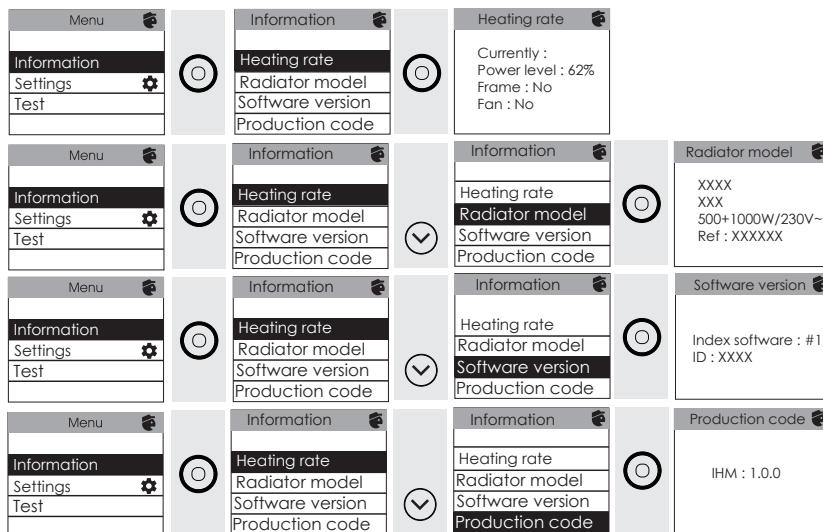 Menu
Information
Settings
Test
Information
Heating rate
Radiator model
Software version
Production code
Heating rate
Currently :
Power level : 62%
Frame : No
Fan : No
Menu
Information
Settings
Test
Information
Heating rate
Radiator model
Software version
Production code
Information
Heating rate
Radiator model
Software version
Production code
Radiator model
XXXX
XXX
500+1000W/230V~
Ref : XXXXXX
Menu
Information
Settings
Test
Information
Heating rate
Radiator model
Software version
Production code
Information
Heating rate
Radiator model
Software version
Production code
Software version
Index software : #1
ID : XXXX
Menu
Information
Settings
Test
Information
Heating rate
Radiator model
Software version
Production code
Information
Heating rate
Radiator model
Software version
Production code
Production code
IHM : 1.0.0